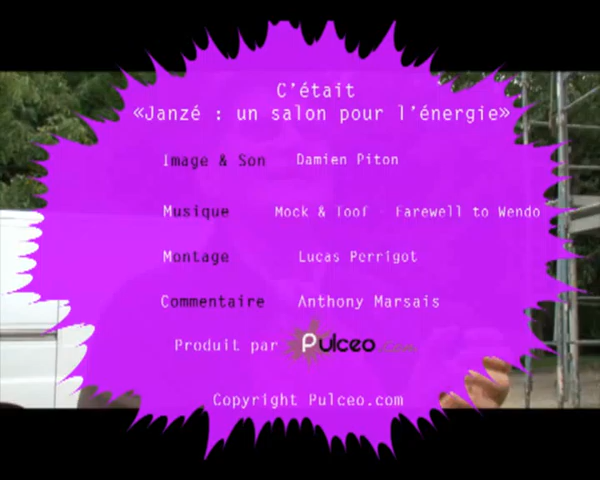 C'était
«Janzé : un salon pour l'énergie»
Image & Son Damien Piton
Musique Mock & Toof - Farewell to Wendo
Montage Lucas Perrigot
Commentaire Anthony Marsais
Produit par Pulceo
Copyright Pulceo.com